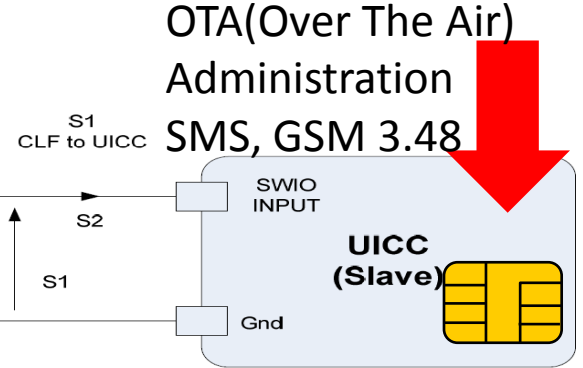 OTA(Over The Air)
Administration
SMS, GSM 3.48
S1
CLF to UICC
SWIO
INPUT
S2
UICC
(Slave)
S1
Gnd